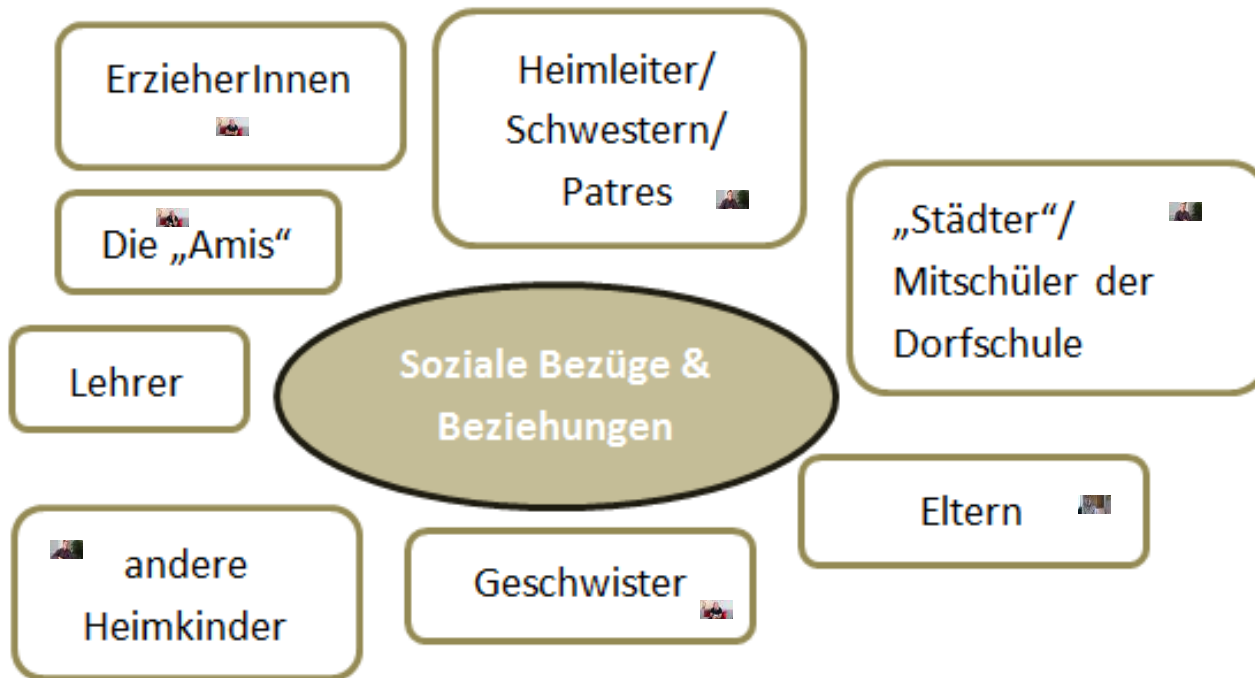 ErzieherInnen
Heimleiter/
Schwestern/
Patres
„Städter“/
Mitschüler der
Dorfschule
Die „Amis“
Lehrer
Soziale Bezüge &
Beziehungen
Eltern
andere
Heimkinder
Geschwister